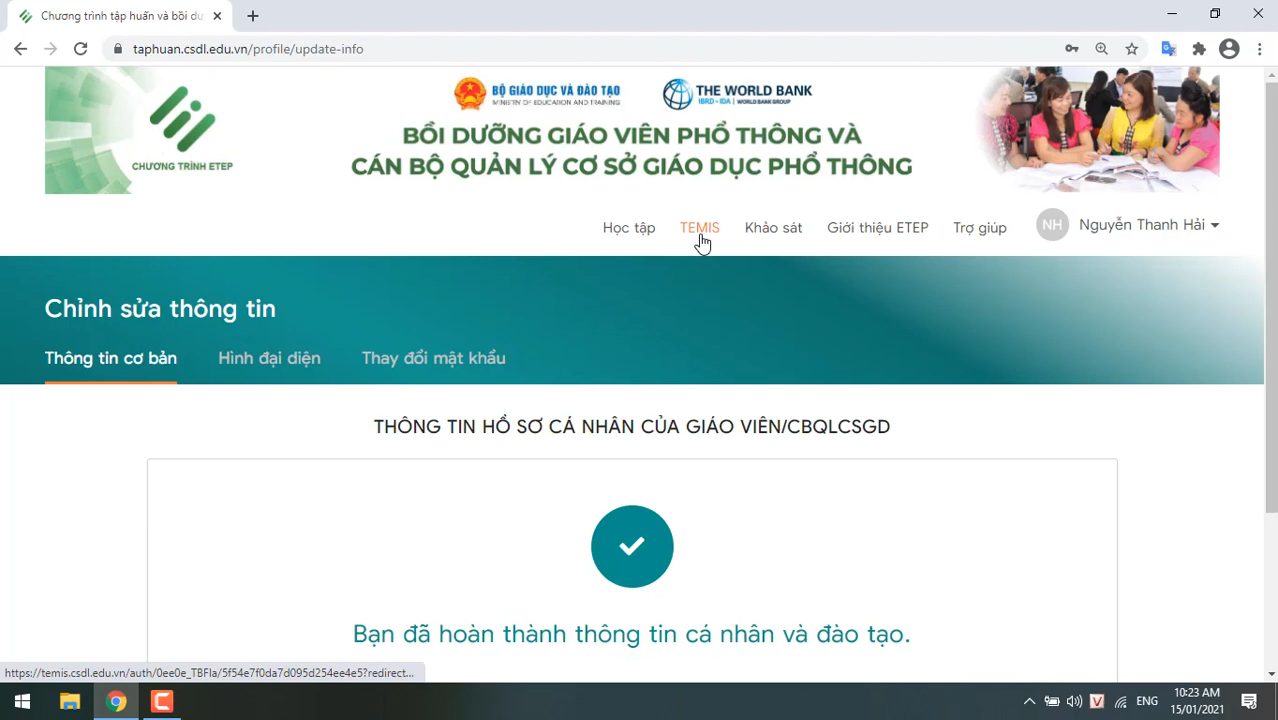 Chương trình tập huấn và bồi dư
taphuan.csdl.edu.vn/profile/update-info
CHƯƠNG TRÌNH ETEP
BỘ GIÁO DỤC VÀ ĐÀO TẠO
MINISTRY OF EDUCATION AND TRAINING
THE WORLD BANK
IBRD • IDA | WORLD BANK GROUP
BỒI DƯỠNG GIÁO VIÊN PHỔ THÔNG VÀ
CÁN BỘ QUẢN LÝ CƠ SỞ GIÁO DỤC PHỔ THÔNG
Học tập TEMIS Khảo sát Giới thiệu ETEP Trợ giúp NH Nguyễn Thanh Hải
Chỉnh sửa thông tin
Thông tin cơ bản Hình đại diện Thay đổi mật khẩu
THÔNG TIN HỒ SƠ CÁ NHÂN CỦA GIÁO VIÊN/CBQLCSGD
Bạn đã hoàn thành thông tin cá nhân và đào tạo.
https://temis.csdl.edu.vn/auth/0ee0e_TBFIa/5f54e7f0da7d095d254ee4e5?redirect...
ENG
10:23 AM
15/01/2021